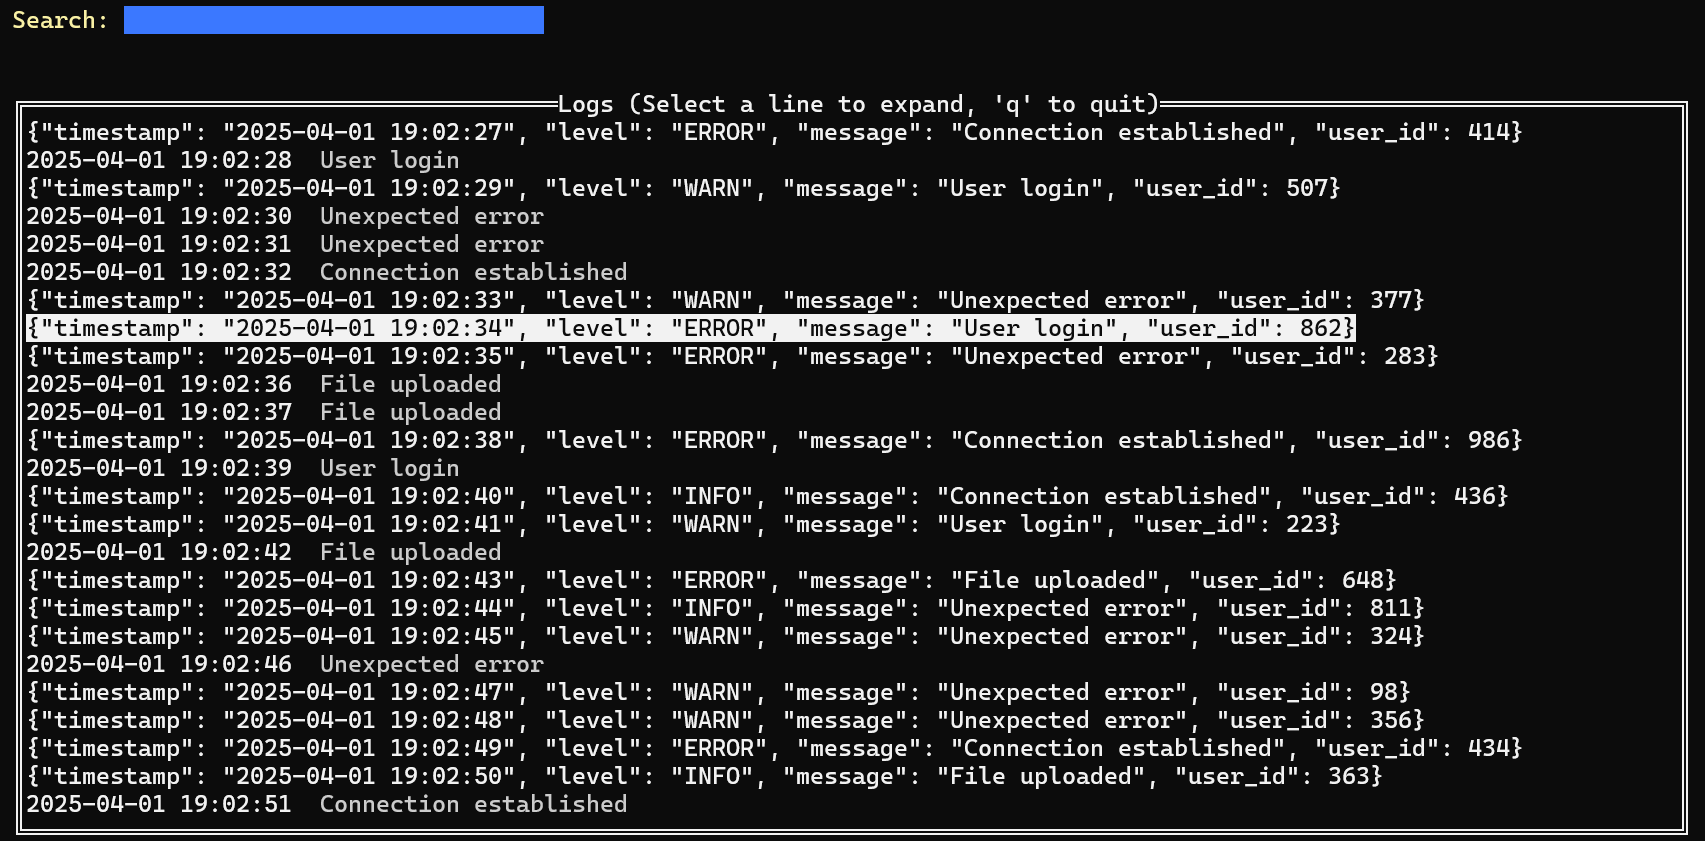 Search:
Logs (Select a line to expand, 'q' to quit)
{"timestamp": "2025-04-01 19:02:27", "level": "ERROR", "message": "Connection established", "user_id": 414}
2025-04-01 19:02:28  User login
{"timestamp": "2025-04-01 19:02:29", "level": "WARN", "message": "User login", "user_id": 507}
2025-04-01 19:02:30  Unexpected error
2025-04-01 19:02:31  Unexpected error
2025-04-01 19:02:32  Connection established
{"timestamp": "2025-04-01 19:02:33", "level": "WARN", "message": "Unexpected error", "user_id": 377}
{"timestamp": "2025-04-01 19:02:34", "level": "ERROR", "message": "User login", "user_id": 862}
{"timestamp": "2025-04-01 19:02:35", "level": "ERROR", "message": "Unexpected error", "user_id": 283}
2025-04-01 19:02:36  File uploaded
2025-04-01 19:02:37  File uploaded
{"timestamp": "2025-04-01 19:02:38", "level": "ERROR", "message": "Connection established", "user_id": 986}
2025-04-01 19:02:39  User login
{"timestamp": "2025-04-01 19:02:40", "level": "INFO", "message": "Connection established", "user_id": 436}
{"timestamp": "2025-04-01 19:02:41", "level": "WARN", "message": "User login", "user_id": 223}
2025-04-01 19:02:42  File uploaded
{"timestamp": "2025-04-01 19:02:43", "level": "ERROR", "message": "File uploaded", "user_id": 648}
{"timestamp": "2025-04-01 19:02:44", "level": "INFO", "message": "Unexpected error", "user_id": 811}
{"timestamp": "2025-04-01 19:02:45", "level": "WARN", "message": "Unexpected error", "user_id": 324}
2025-04-01 19:02:46  Unexpected error
{"timestamp": "2025-04-01 19:02:47", "level": "WARN", "message": "Unexpected error", "user_id": 98}
{"timestamp": "2025-04-01 19:02:48", "level": "WARN", "message": "Unexpected error", "user_id": 356}
{"timestamp": "2025-04-01 19:02:49", "level": "ERROR", "message": "Connection established", "user_id": 434}
{"timestamp": "2025-04-01 19:02:50", "level": "INFO", "message": "File uploaded", "user_id": 363}
2025-04-01 19:02:51  Connection established